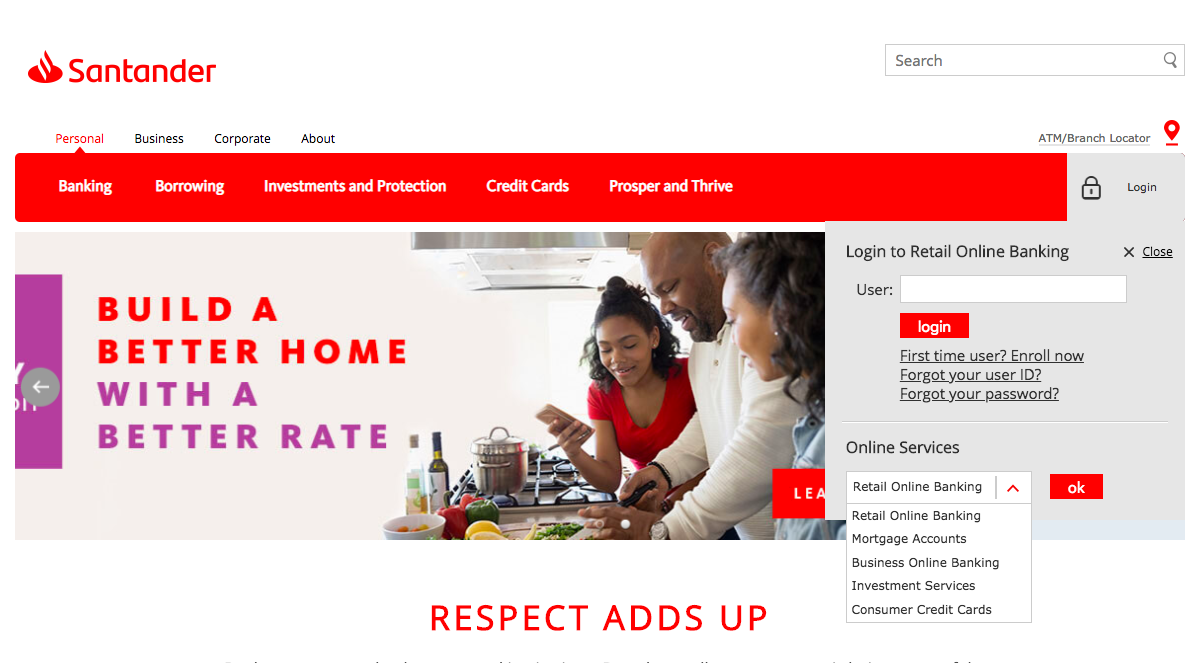 Santander
Search
Personal Business Corporate About
ATM/Branch Locator
Banking Borrowing Investments and Protection Credit Cards Prosper and Thrive
Login
BUILD A
BETTER HOME
WITH A
BETTER RATE
LEA
Login to Retail Online Banking
Close
User:
login
First time user? Enroll now
Forgot your user ID?
Forgot your password?
Online Services
Retail Online Banking
ok
Retail Online Banking
Mortgage Accounts
Business Online Banking
Investment Services
Consumer Credit Cards
RESPECT ADDS UP